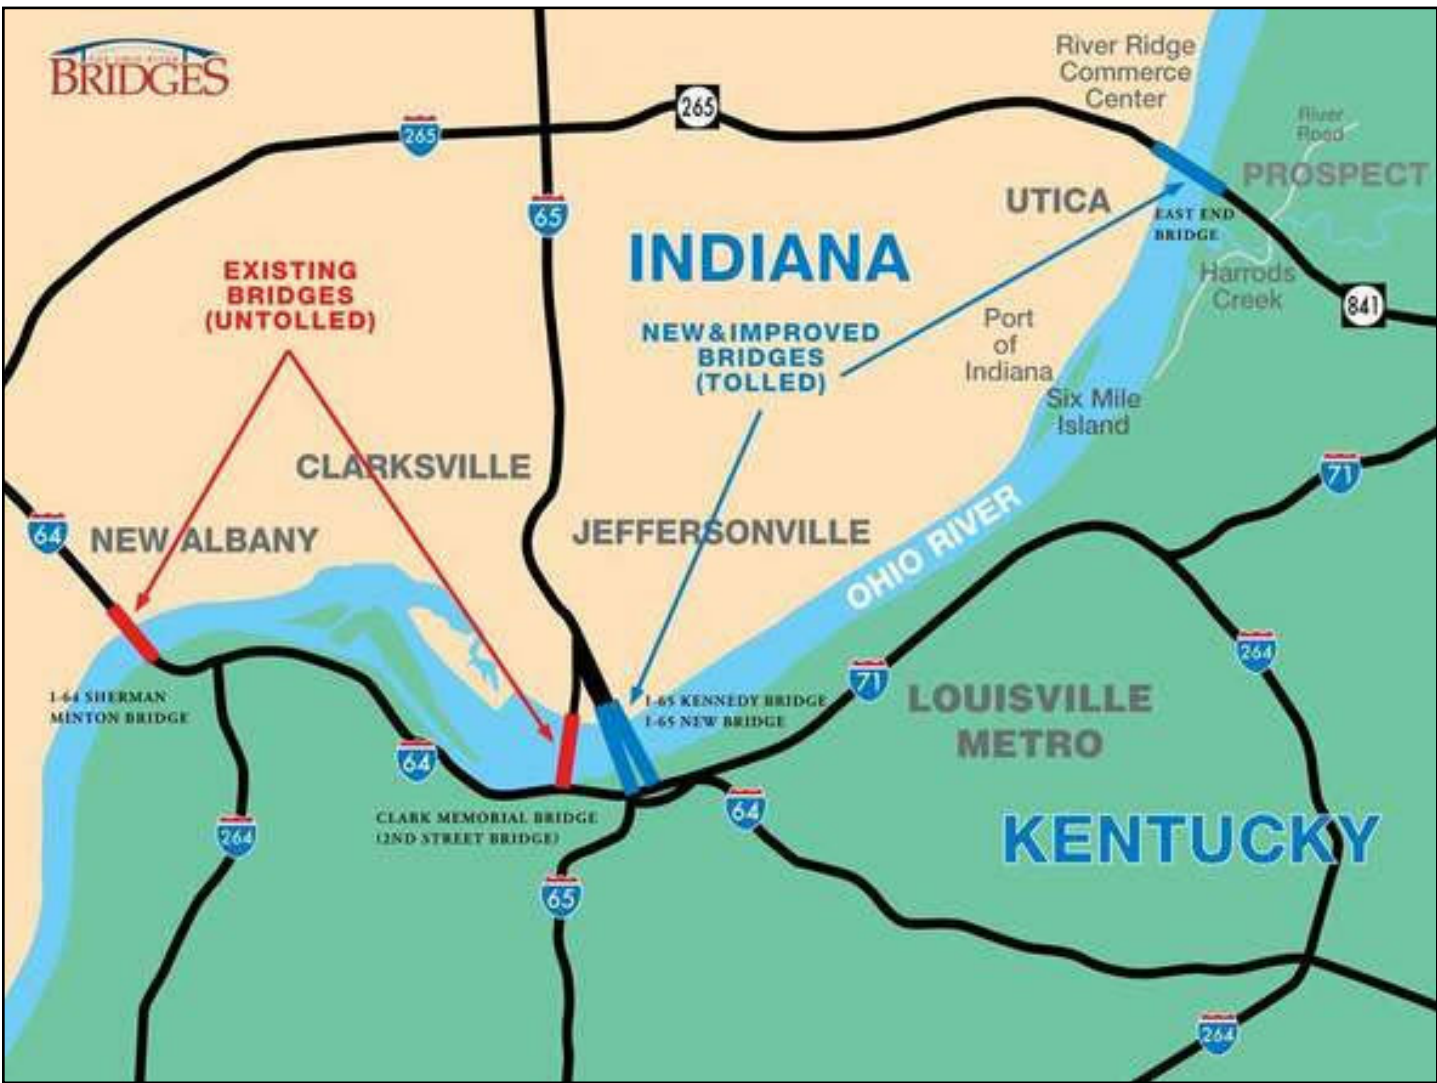 THE OHIO RIVER
BRIDGES
River Ridge
Commerce
Center
265
265
River
Road
PROSPECT
UTICA
65
EAST END
BRIDGE
INDIANA
EXISTING
BRIDGES
(UNTOLLED)
Harrods
Creek
841
NEW & IMPROVED
BRIDGES
(TOLLED)
Port
of
Indiana
Six Mile
Island
CLARKSVILLE
71
64
NEW ALBANY
JEFFERSONVILLE
OHIO RIVER
264
71
I-64 SHERMAN
MINTON BRIDGE
I-65 KENNEDY BRIDGE
I-65 NEW BRIDGE
LOUISVILLE
METRO
64
64
CLARK MEMORIAL BRIDGE
(2ND STREET BRIDGE)
264
KENTUCKY
65
264